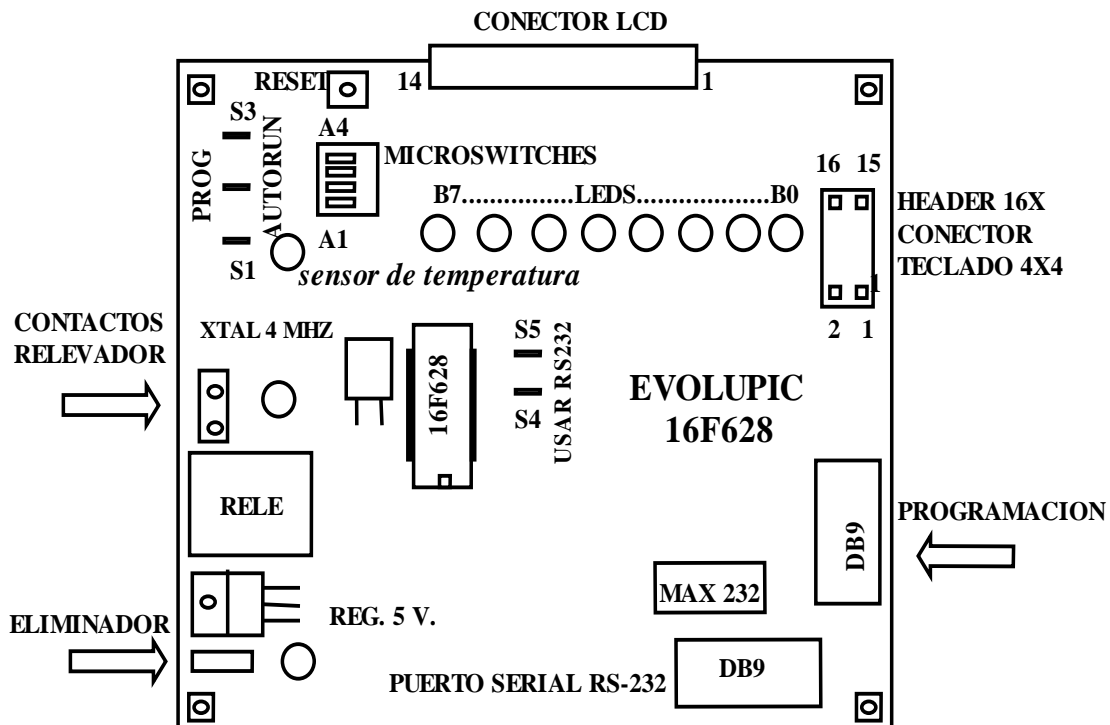 CONECTOR LCD
RESET
14
1
S3
A4
PROG
AUTORUN
MICROSWITCHES
S1
A1
B7................LEDS...................B0
sensor de temperatura
16 15
HEADER 16X
CONECTOR
TECLADO 4X4
1
2 1
CONTACTOS
RELEVADOR
XTAL 4 MHZ
16F628
S5
S4
USAR RS232
EVOLUPIC
16F628
RELE
PROGRAMACION
DB9
MAX 232
ELIMINADOR
REG. 5 V.
PUERTO SERIAL RS-232
DB9